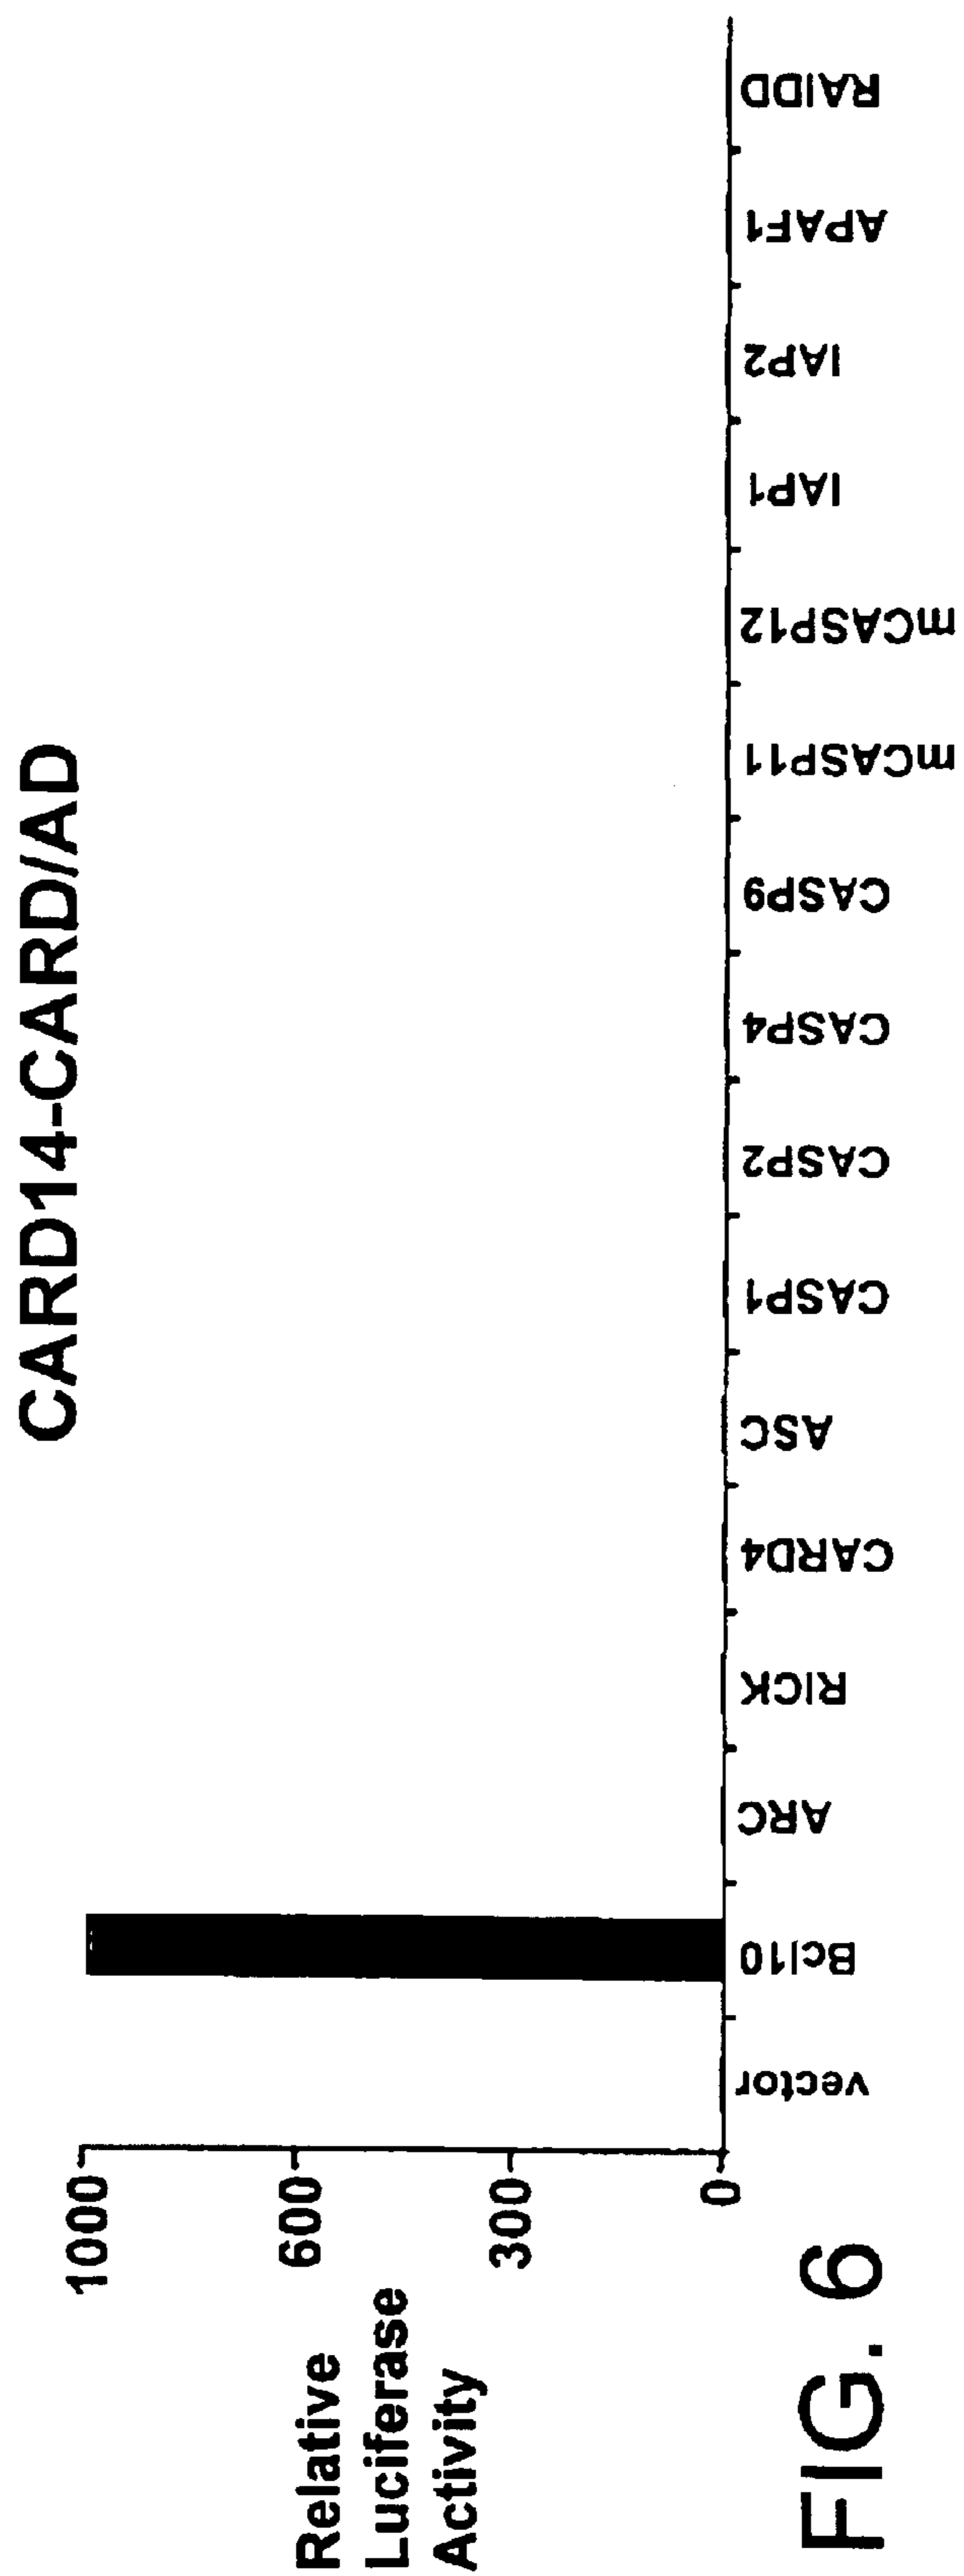 CARD14-CARD/AD
Relative
Luciferase
Activity
1000
600
300
0
vector
Bcl10
ARC
RICK
CARD4
ASC
CASP1
CASP2
CASP4
CASP9
mCASP11
mCASP12
IAP1
IAP2
APAF1
RAIDD
FIG. 6